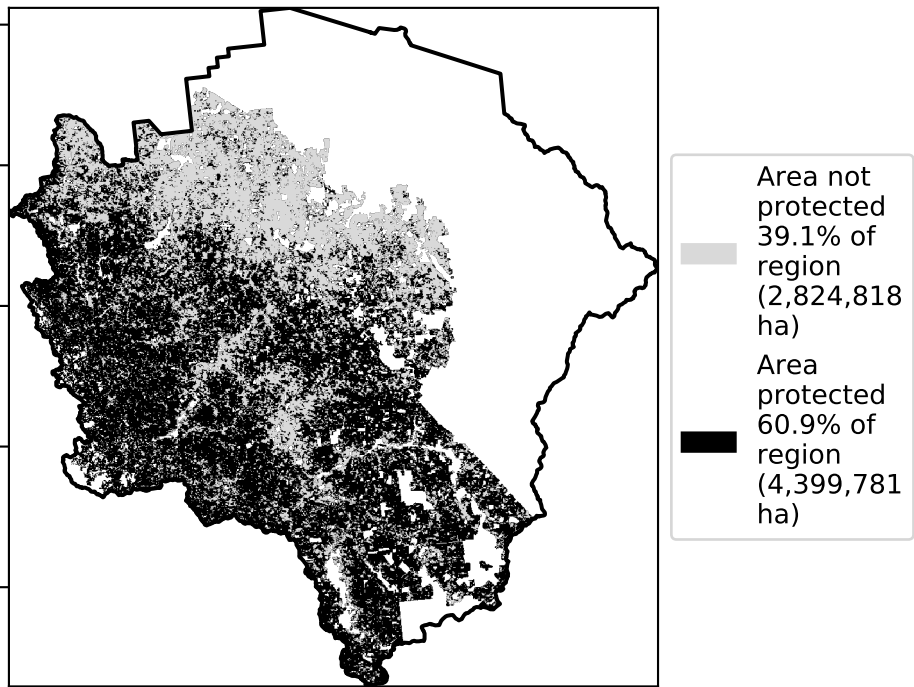 Area not
protected
39.1% of
region
(2,824,818
ha)
Area
protected
60.9% of
region
(4,399,781
ha)